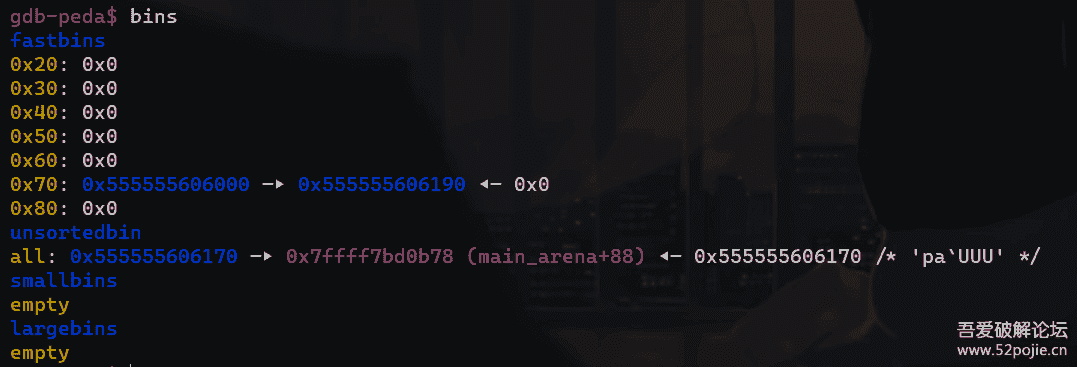 gdb-peda$ bins
fastbins
0x20: 0x0
0x30: 0x0
0x40: 0x0
0x50: 0x0
0x60: 0x0
0x70: 0x555555606000 —▸ 0x555555606190 ◂— 0x0
0x80: 0x0
unsortedbin
all: 0x555555606170 —▸ 0x7ffff7bd0b78 (main_arena+88) ◂— 0x555555606170 /* 'pa`UUU' */
smallbins
empty
largebins
empty
吾爱破解论坛
www.52pojie.cn